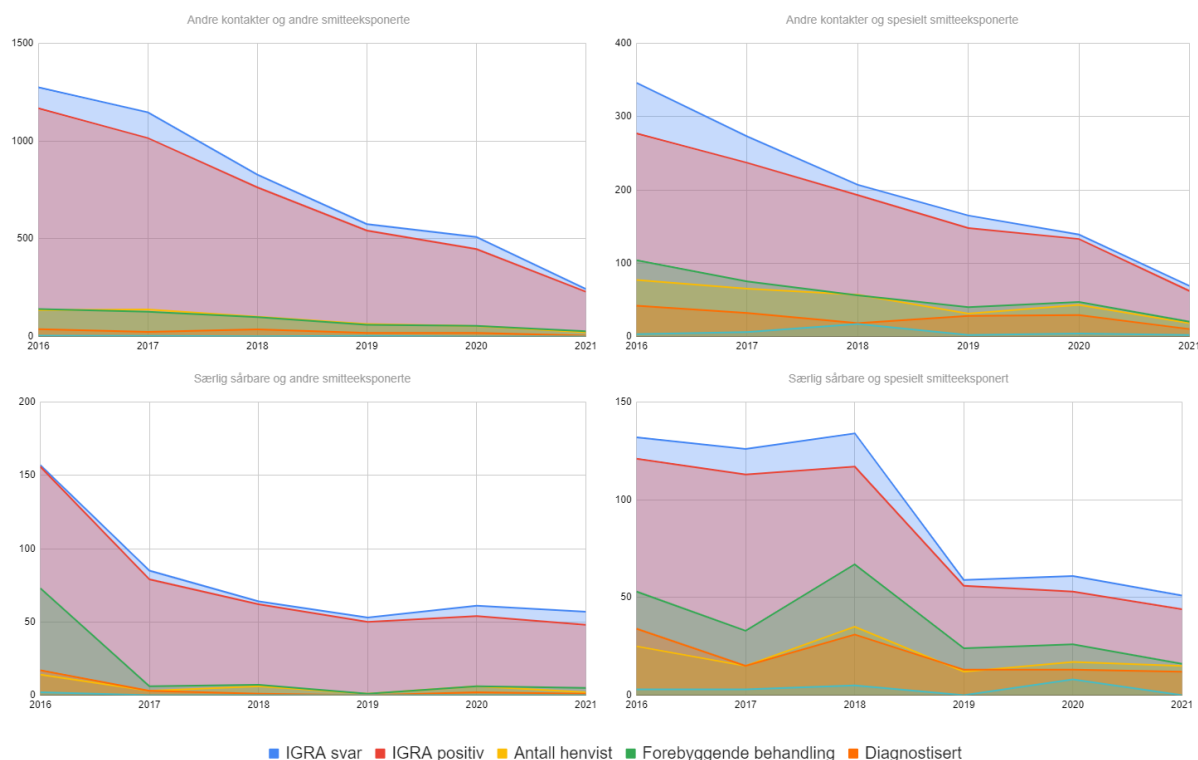 Andre kontakter og andre smitteeksponerte
1500
1000
500
0
2016 2017 2018 2019 2020 2021
Andre kontakter og spesielt smitteeksponerte
400
300
200
100
0
2016 2017 2018 2019 2020 2021
Særlig sårbare og andre smitteeksponerte
200
150
100
50
0
2016 2017 2018 2019 2020 2021
Særlig sårbare og spesielt smitteeksponert
150
100
50
0
2016 2017 2018 2019 2020 2021
IGRA svar IGRA positiv Antall henvist Forebyggende behandling Diagnostisert